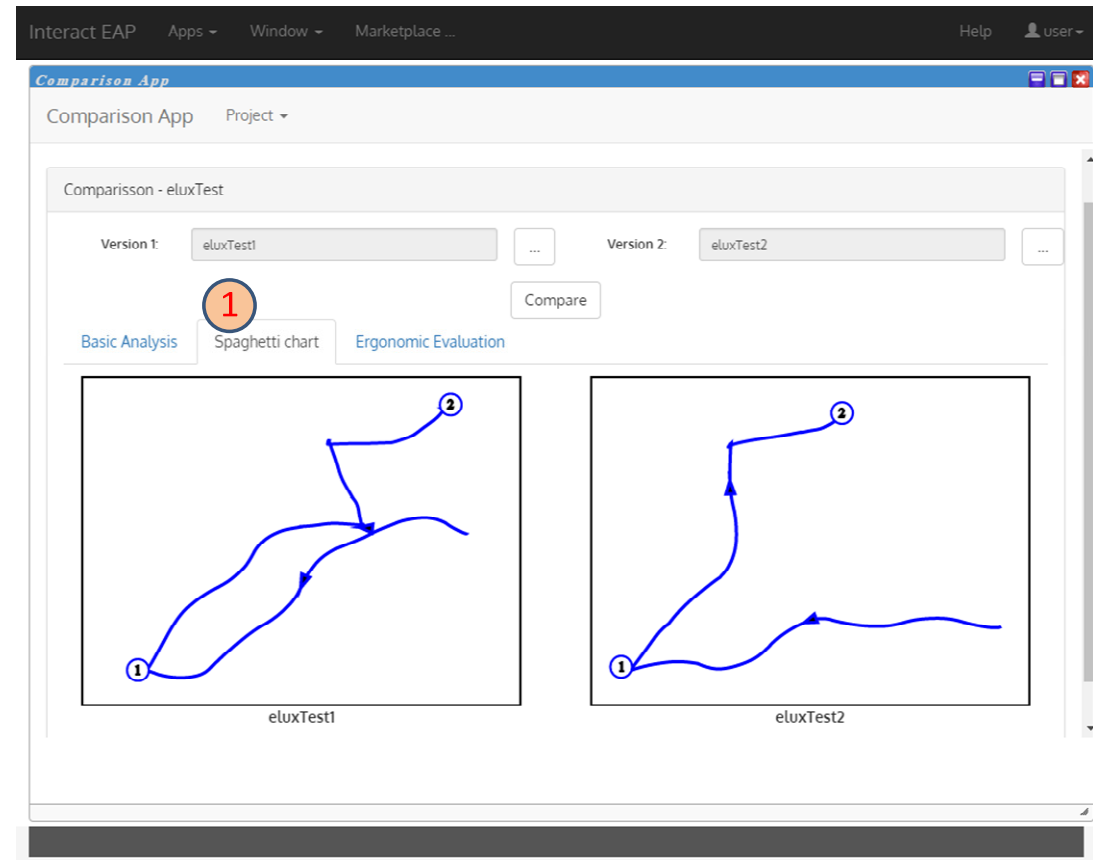 Interact EAP Apps Window Marketplace ... Help user
Comparison App
Comparison App Project
Comparisson - eluxTest
Version 1: eluxTest1 ... Version 2: eluxTest2 ...
Compare
1
Basic Analysis Spaghetti chart Ergonomic Evaluation
2 2
1 1
eluxTest1 eluxTest2